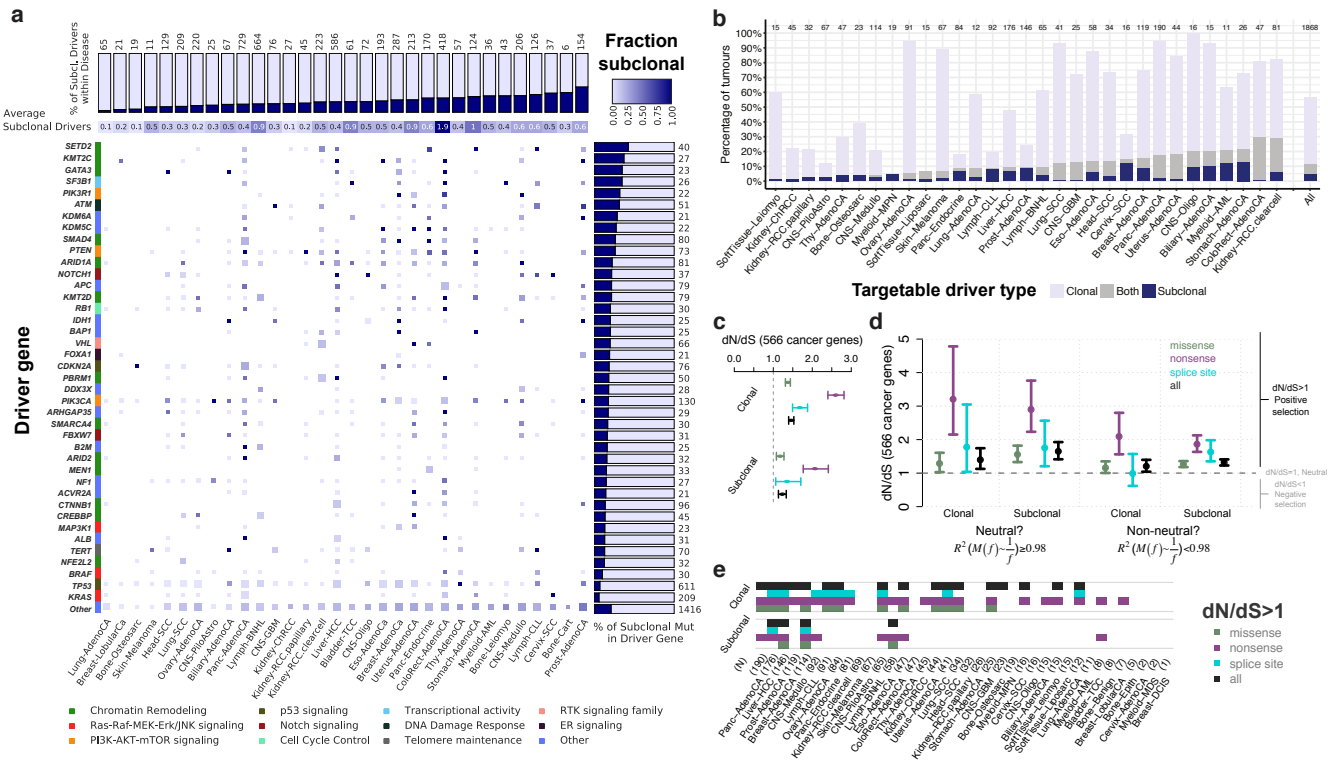 a
% of Subcl. Drivers
within Disease
65 21 19 11 129 209 220 25 67 729 664 76 27 45 223 586 61 72 193 287 213 170 418 57 124 36 43 206 126 37 6 154
Fraction
subconal
0.00 0.25 0.50 0.75 1.00
Average
Subclonal Drivers
0.1 0.2 0.1 0.5 0.3 0.3 0.2 0.3 0.5 0.4 0.9 0.3 0.1 0.2 0.5 0.4 0.9 0.3 0.5 0.4 0.9 0.6 1.9 0.4 1 0.5 0.4 0.6 0.6 0.5 0.3 0.6
Driver gene
SETD2 40
KMT2C 27
GATA3 23
SF3B1 26
PIK3R1 22
ATM 51
KDM6A 21
KDM5C 22
SMAD4 80
PTEN 73
ARID1A 81
NOTCH1 37
APC 79
KMT2D 79
RB1 30
IDH1 25
BAP1 25
VHL 66
FOXA1 21
CDKN2A 76
PBRM1 50
DDX3X 28
PIK3CA 130
ARHGAP35 29
SMARCA4 30
FBXW7 31
B2M 25
ARID2 32
MEN1 33
NF1 27
ACVR2A 21
CTNNB1 96
CREBBP 45
MAP3K1 23
ALB 31
TERT 70
NFE2L2 32
BRAF 30
TP53 611
KRAS 209
Other 1416
% of Subclonal Mut
in Driver Gene
Lung-AdenoCA
Breast-LobularCa
Bone-Osteosarc
Skin-Melanoma
Head-SCC
Lung-SCC
Ovary-AdenoCA
CNS-PiloAstro
Biliary-AdenoCA
Panc-AdenoCA
Lymph-BNHL
CNS-GBM
Kidney-ChRCC
Kidney-RCC.papillary
Kidney-RCC.clearcell
Liver-HCC
Bladder-TCC
CNS-Oligo
Eso-AdenoCa
Breast-AdenoCA
Uterus-AdenoCA
Panc-Endocrine
ColoRect-AdenoCA
Thy-AdenoCA
Stomach-AdenoCA
Myeloid-AML
Bone-Leiomyo
CNS-Medullo
Lymph-CLL
Cervix-SCC
Bone-Cart
Prost-AdenoCA
Chromatin Remodeling
Ras-Raf-MEK-Erk/JNK signaling
PI3K-AKT-mTOR signaling
p53 signaling
Notch signaling
Cell Cycle Control
Transcriptional activity
DNA Damage Response
Telomere maintenance
RTK signaling family
ER signaling
Other
b
Percentage of tumours
100%
90%
80%
70%
60%
50%
40%
30%
20%
10%
0%
15 45 32 67 47 23 114 19 91 15 67 84 12 92 176 146 65 41 25 58 34 16 116 190 44 16 15 11 26 47 81 1868
SoftTissue-Leiomyo
Kidney-ChRCC
Kidney-RCC.papillary
CNS-PiloAstro
Thy-AdenoCA
Bone-Osteosarc
CNS-Medullo
Myeloid-MPN
Ovary-AdenoCA
SoftTissue-Liposarc
Skin-Melanoma
Panc-Endocrine
Lung-AdenoCA
Lymph-CLL
Liver-HCC
Prost-AdenoCA
Lymph-BNHL
Lung-SCC
CNS-GBM
Eso-AdenoCA
Head-SCC
Cervix-SCC
Breast-AdenoCA
Panc-AdenoCA
Uterus-AdenoCA
CNS-Oligo
Biliary-AdenoCA
Myeloid-AML
Stomach-AdenoCA
ColoRect-AdenoCA
Kidney-RCC.clearcell
All
Targetable driver type
Clonal Both Subclonal
c
dN/dS (566 cancer genes)
0.0 1.0 2.0 3.0
Clonal
Subclonal
d
dN/dS (566 cancer genes)
5
4
3
2
1
0
missense
nonsense
splice site
all
dN/dS>1
Positive
selection
dN/dS=1, Neutral
dN/dS<1
Negative
selection
Clonal Subclonal Clonal Subclonal
Neutral? Non-neutral?
R²(M(f)~1/f)≥0.98 R²(M(f)~1/f)<0.98
e
Clonal
Subclonal
(N)
dN/dS>1
missense
nonsense
splice site
all